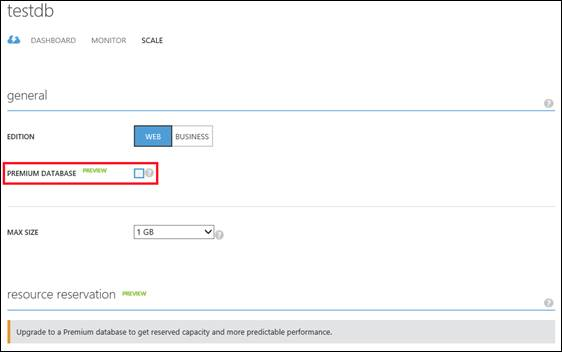 testdb
DASHBOARD MONITOR SCALE
general
?
EDITION WEB BUSINESS
PREMIUM DATABASE PREVIEW ?
MAX SIZE 1 GB ?
resource reservation PREVIEW
?
Upgrade to a Premium database to get reserved capacity and more predictable performance.